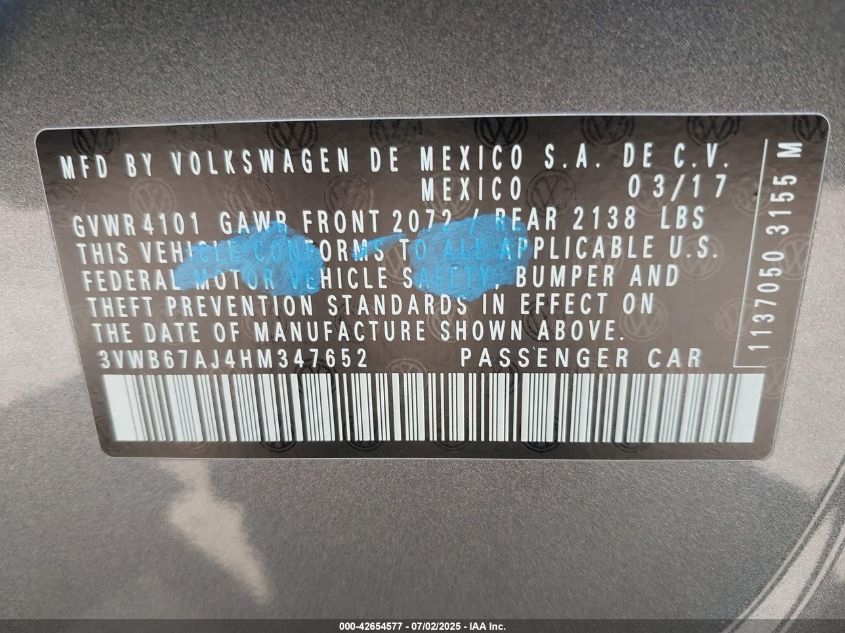 MFD BY VOLKSWAGEN DE MEXICO S.A. DE C.V.
MEXICO 03/17
GVWR4101 GAWR FRONT 2072 / REAR 2138 LBS
THIS VEHICLE CONFORMS TO ALL APPLICABLE U.S.
FEDERAL MOTOR VEHICLE SAFETY, BUMPER AND
THEFT PREVENTION STANDARDS IN EFFECT ON
THE DATE OF MANUFACTURE SHOWN ABOVE.
3VWB67AJ4HM347652 PASSENGER CAR
1137050 3155 M
000-42654577 - 07/02/2025 - IAA Inc.